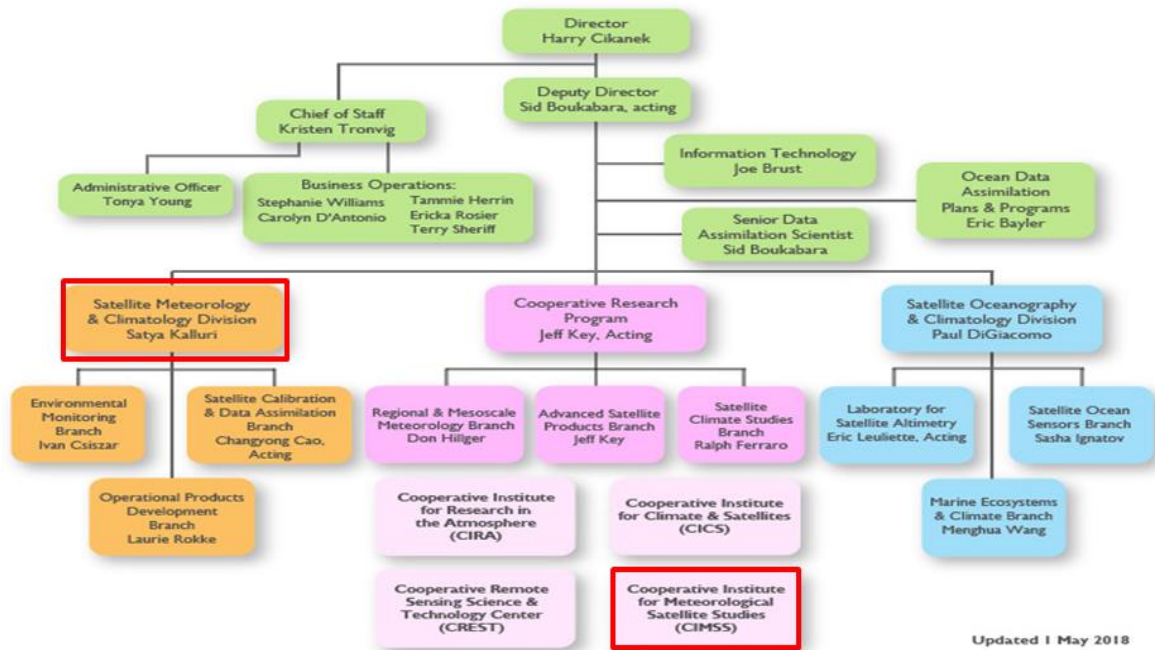 Director
Harry Cikanek
Deputy Director
Sid Boukabara, acting
Chief of Staff
Kristen Tronvig
Administrative Officer
Tonya Young
Business Operations:
Stephanie Williams
Carolyn D'Antonio
Tammie Herrin
Ericka Rosier
Terry Sheriff
Information Technology
Joe Brust
Ocean Data
Assimilation
Plans & Programs
Eric Bayler
Senior Data
Assimilation Scientist
Sid Boukabara
Satellite Meteorology
& Climatology Division
Satya Kalluri
Cooperative Research
Program
Jeff Key, Acting
Satellite Oceanography
& Climatology Division
Paul DiGiacomo
Environmental
Monitoring
Branch
Ivan Csiszar
Satellite Calibration
& Data Assimilation
Branch
Changyong Cao,
Acting
Operational Products
Development
Branch
Laurie Rokke
Regional & Mesoscale
Meteorology Branch
Don Hillger
Advanced Satellite
Products Branch
Jeff Key
Satellite
Climate Studies
Branch
Ralph Ferraro
Laboratory for
Satellite Altimetry
Eric Leuliette, Acting
Satellite Ocean
Sensors Branch
Sasha Ignatov
Marine Ecosystems
& Climate Branch
Menghua Wang
Cooperative Institute
for Research in
the Atmosphere
(CIRA)
Cooperative Institute
for Climate & Satellites
(CICS)
Cooperative Remote
Sensing Science &
Technology Center
(CREST)
Cooperative Institute
for Meteorological
Satellite Studies
(CIMSS)
Updated 1 May 2018